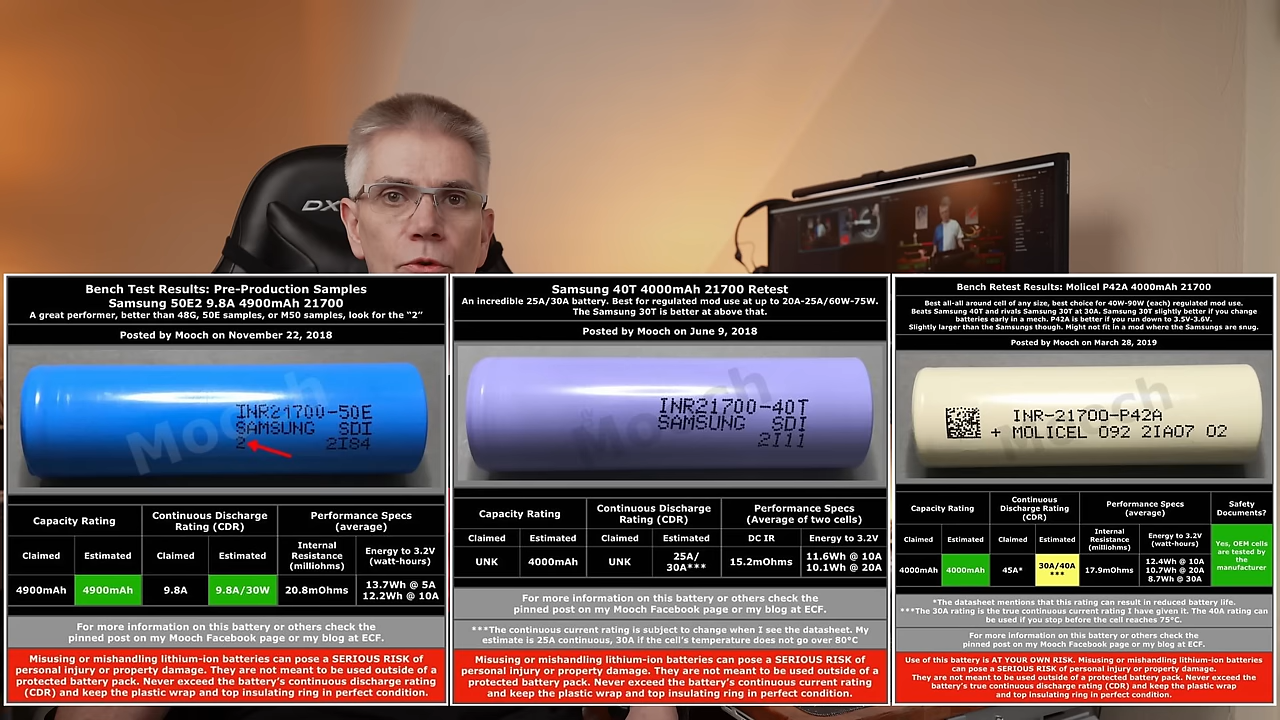 DX
Bench Test Results: Pre-Production Samples
Samsung 50E2 9.8A 4900mAh 21700
A great performer, better than 48G, 50E samples, or M50 samples, look for the "2"
Posted by Mooch on November 22, 2018
Mooch
INR21700-50E
SAMSUNG SDI
2 2I84
Capacity Rating
Continuous Discharge
Rating (CDR)
Performance Specs
(average)
Claimed
Estimated
Claimed
Estimated
Internal
Resistance
(milliohms)
Energy to 3.2V
(watt-hours)
4900mAh
4900mAh
9.8A
9.8A/30W
20.8mOhms
13.7Wh @ 5A
12.2Wh @ 10A
For more information on this battery or others check the
pinned post on my Mooch Facebook page or my blog at ECF.
Misusing or mishandling lithium-ion batteries can pose a SERIOUS RISK of
personal injury or property damage. They are not meant to be used outside of a
protected battery pack. Never exceed the battery's continuous discharge rating
(CDR) and keep the plastic wrap and top insulating ring in perfect condition.
Samsung 40T 4000mAh 21700 Retest
An incredible 25A/30A battery. Best for regulated mod use at up to 20A-25A/60W-75W.
The Samsung 30T is better at above that.
Posted by Mooch on June 9, 2018
Mooch
INR21700-40T
SAMSUNG SDI
2I11
Capacity Rating
Continuous Discharge
Rating (CDR)
Performance Specs
(Average of two cells)
Claimed
Estimated
Claimed
Estimated
DC IR
Energy to 3.2V
UNK
4000mAh
UNK
25A/
30A***
15.2mOhms
11.6Wh @ 10A
10.1Wh @ 20A
For more information on this battery or others check the
pinned post on my Mooch Facebook page or my blog at ECF.
***The continuous current rating is subject to change when I see the datasheet. My
estimate is 25A continuous, 30A if the cell's temperature does not go over 80°C
Misusing or mishandling lithium-ion batteries can pose a SERIOUS RISK of
personal injury or property damage. They are not meant to be used outside of a
protected battery pack. Never exceed the battery's continuous current rating
and keep the plastic wrap and top insulating ring in perfect condition.
Bench Retest Results: Molicel P42A 4000mAh 21700
Best all-all around cell of any size, best choice for 40W-90W (each) regulated mod use.
Beats Samsung 40T and rivals Samsung 30T at 30A. Samsung 30T slightly better if you change
batteries early in a mech. P42A is better if you run down to 3.5V-3.6V.
Slightly larger than the Samsungs though. Might not fit in a mod where the Samsungs are snug.
Posted by Mooch on March 28, 2019
Mooch
INR-21700-P42A
+ MOLICEL 092 2IA07 02
Capacity Rating
Continuous
Discharge Rating
(CDR)
Performance Specs
(average)
Safety
Documents?
Claimed
Estimated
Claimed
Estimated
Internal
Resistance
(milliohms)
Energy to 3.2V
(watt-hours)
Yes, OEM cells
are tested by
the
manufacturer
4000mAh
4000mAh
45A*
30A/40A
***
17.9mOhms
12.4Wh @ 10A
10.7Wh @ 20A
8.7Wh @ 30A
*The datasheet mentions that this rating can result in reduced battery life.
***The 30A rating is the true continuous current rating I have given it. The 40A rating can
be used if you stop before the cell reaches 75°C.
For more information on this battery or others check the
pinned post on my Mooch Facebook page or my blog at ECF.
Use of this battery is AT YOUR OWN RISK. Misusing or mishandling lithium-ion batteries
can pose a SERIOUS RISK of personal injury or property damage.
They are not meant to be used outside of a protected battery pack. Never exceed the
battery's true continuous discharge rating (CDR) and keep the plastic wrap
and top insulating ring in perfect condition.